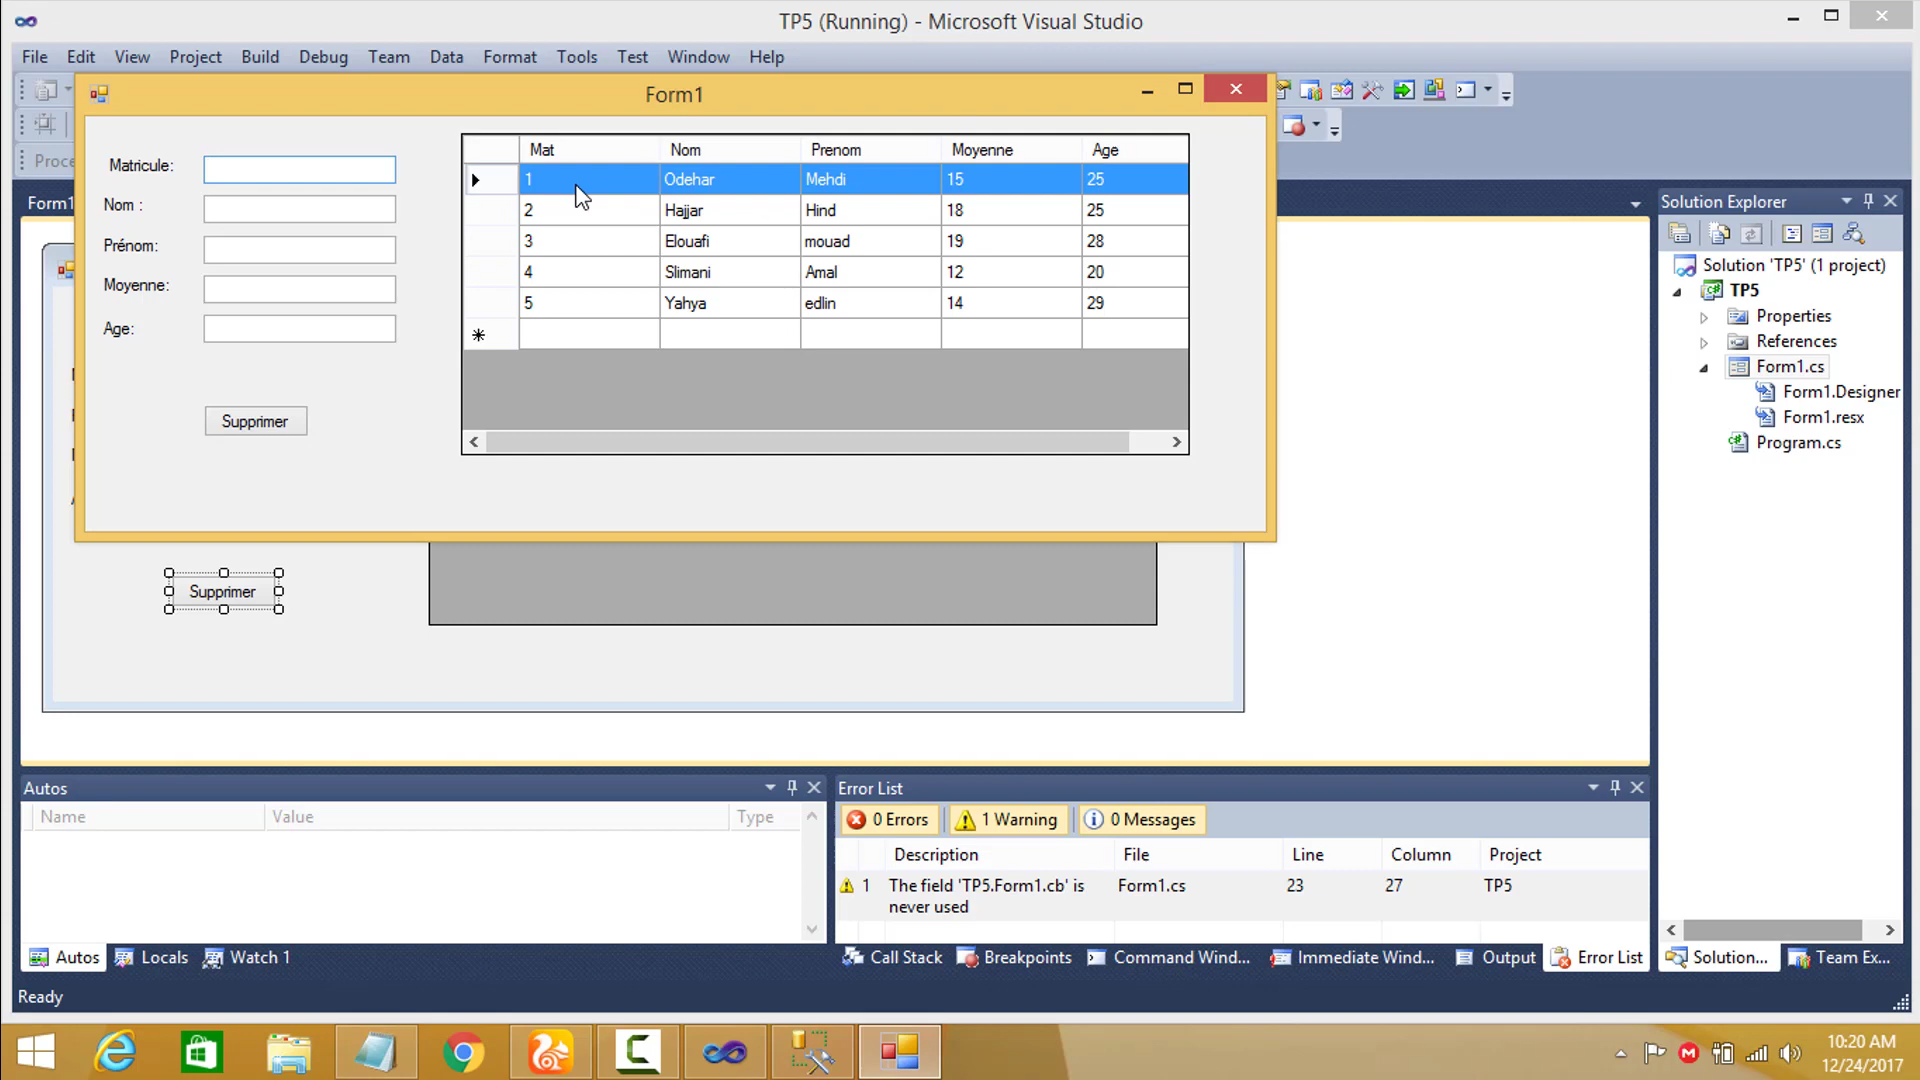 TP5 (Running) - Microsoft Visual Studio
File Edit View Project Build Debug Team Data Format Tools Test Window Help
Form1
Matricule:
Nom :
Prénom:
Moyenne:
Age:
Supprimer
Mat Nom Prenom Moyenne Age
1 Odehar Mehdi 15 25
2 Hajjar Hind 18 25
3 Elouafi mouad 19 28
4 Slimani Amal 12 20
5 Yahya edlin 14 29
Proce
Form1
Supprimer
Solution Explorer
Solution 'TP5' (1 project)
TP5
Properties
References
Form1.cs
Form1.Designer
Form1.resx
Program.cs
Autos
Name Value Type
Error List
0 Errors 1 Warning 0 Messages
Description File Line Column Project
1 The field 'TP5.Form1.cb' is never used Form1.cs 23 27 TP5
Autos Locals Watch 1
Call Stack Breakpoints Command Wind... Immediate Wind... Output Error List
Solution... Team Ex...
Ready
10:20 AM
12/24/2017